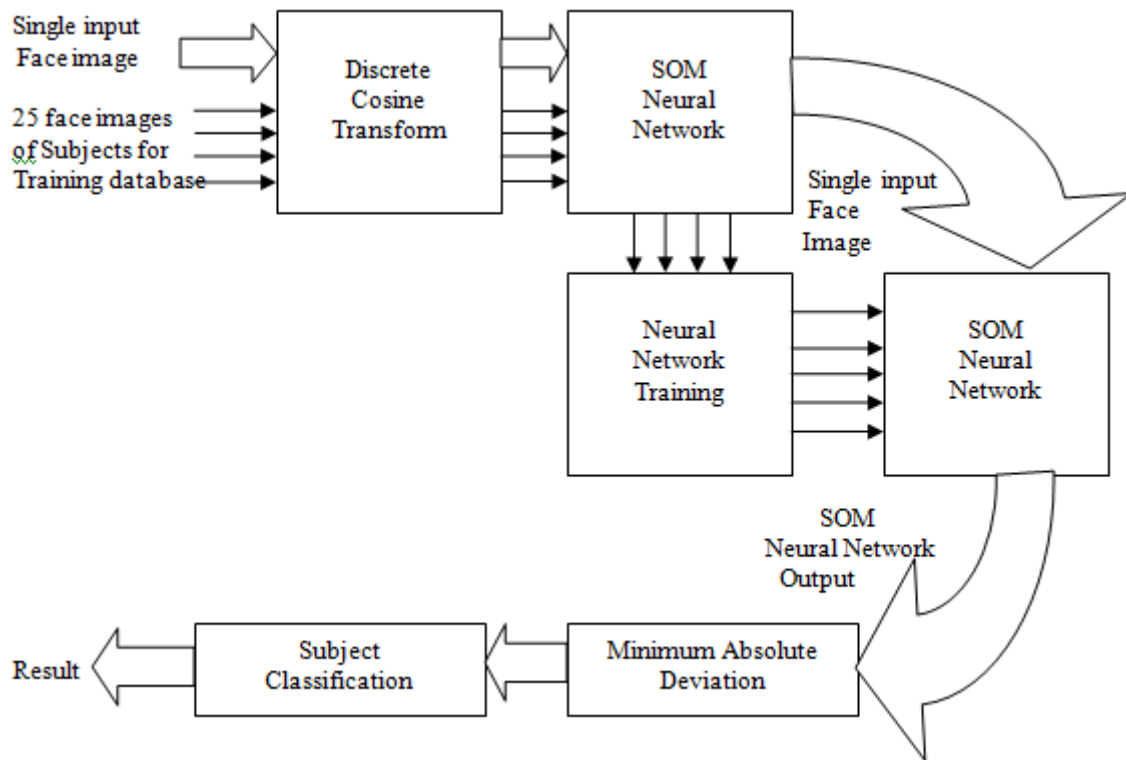 Single input
Face image
25 face images
of Subjects for
Training database
Discrete
Cosine
Transform
SOM
Neural
Network
Single input
Face
Image
Neural
Network
Training
SOM
Neural
Network
SOM
Neural Network
Output
Minimum Absolute
Deviation
Subject
Classification
Result